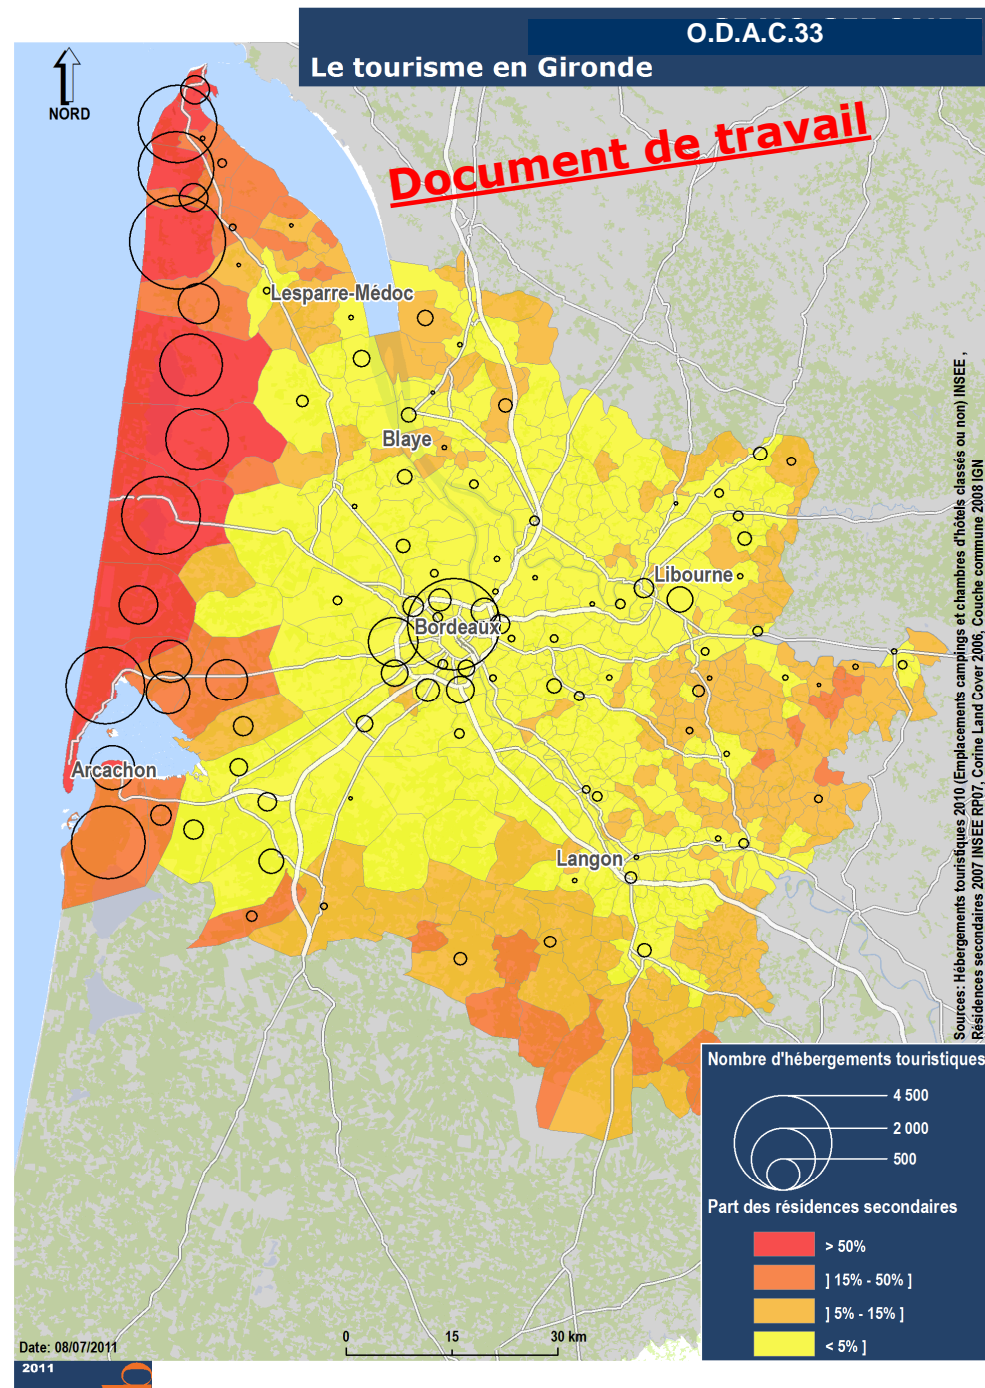 O.D.A.C.33
Le tourisme en Gironde
NORD
Document de travail
Lesparre-Médoc
Blaye
Libourne
Bordeaux
Arcachon
Langon
Sources: Hébergements touristiques 2010 (Emplacements campings et chambres d'hôtels classés ou non) INSEE ,
Résidences secondaires 2007 INSEE RP07, Corine Land Cover 2006, Couche commune 2008 IGN
Nombre d'hébergements touristiques
4 500
2 000
500
Part des résidences secondaires
> 50%
] 15% - 50% ]
] 5% - 15% ]
< 5% ]
0 15 30 km
Date: 08/07/2011
2011